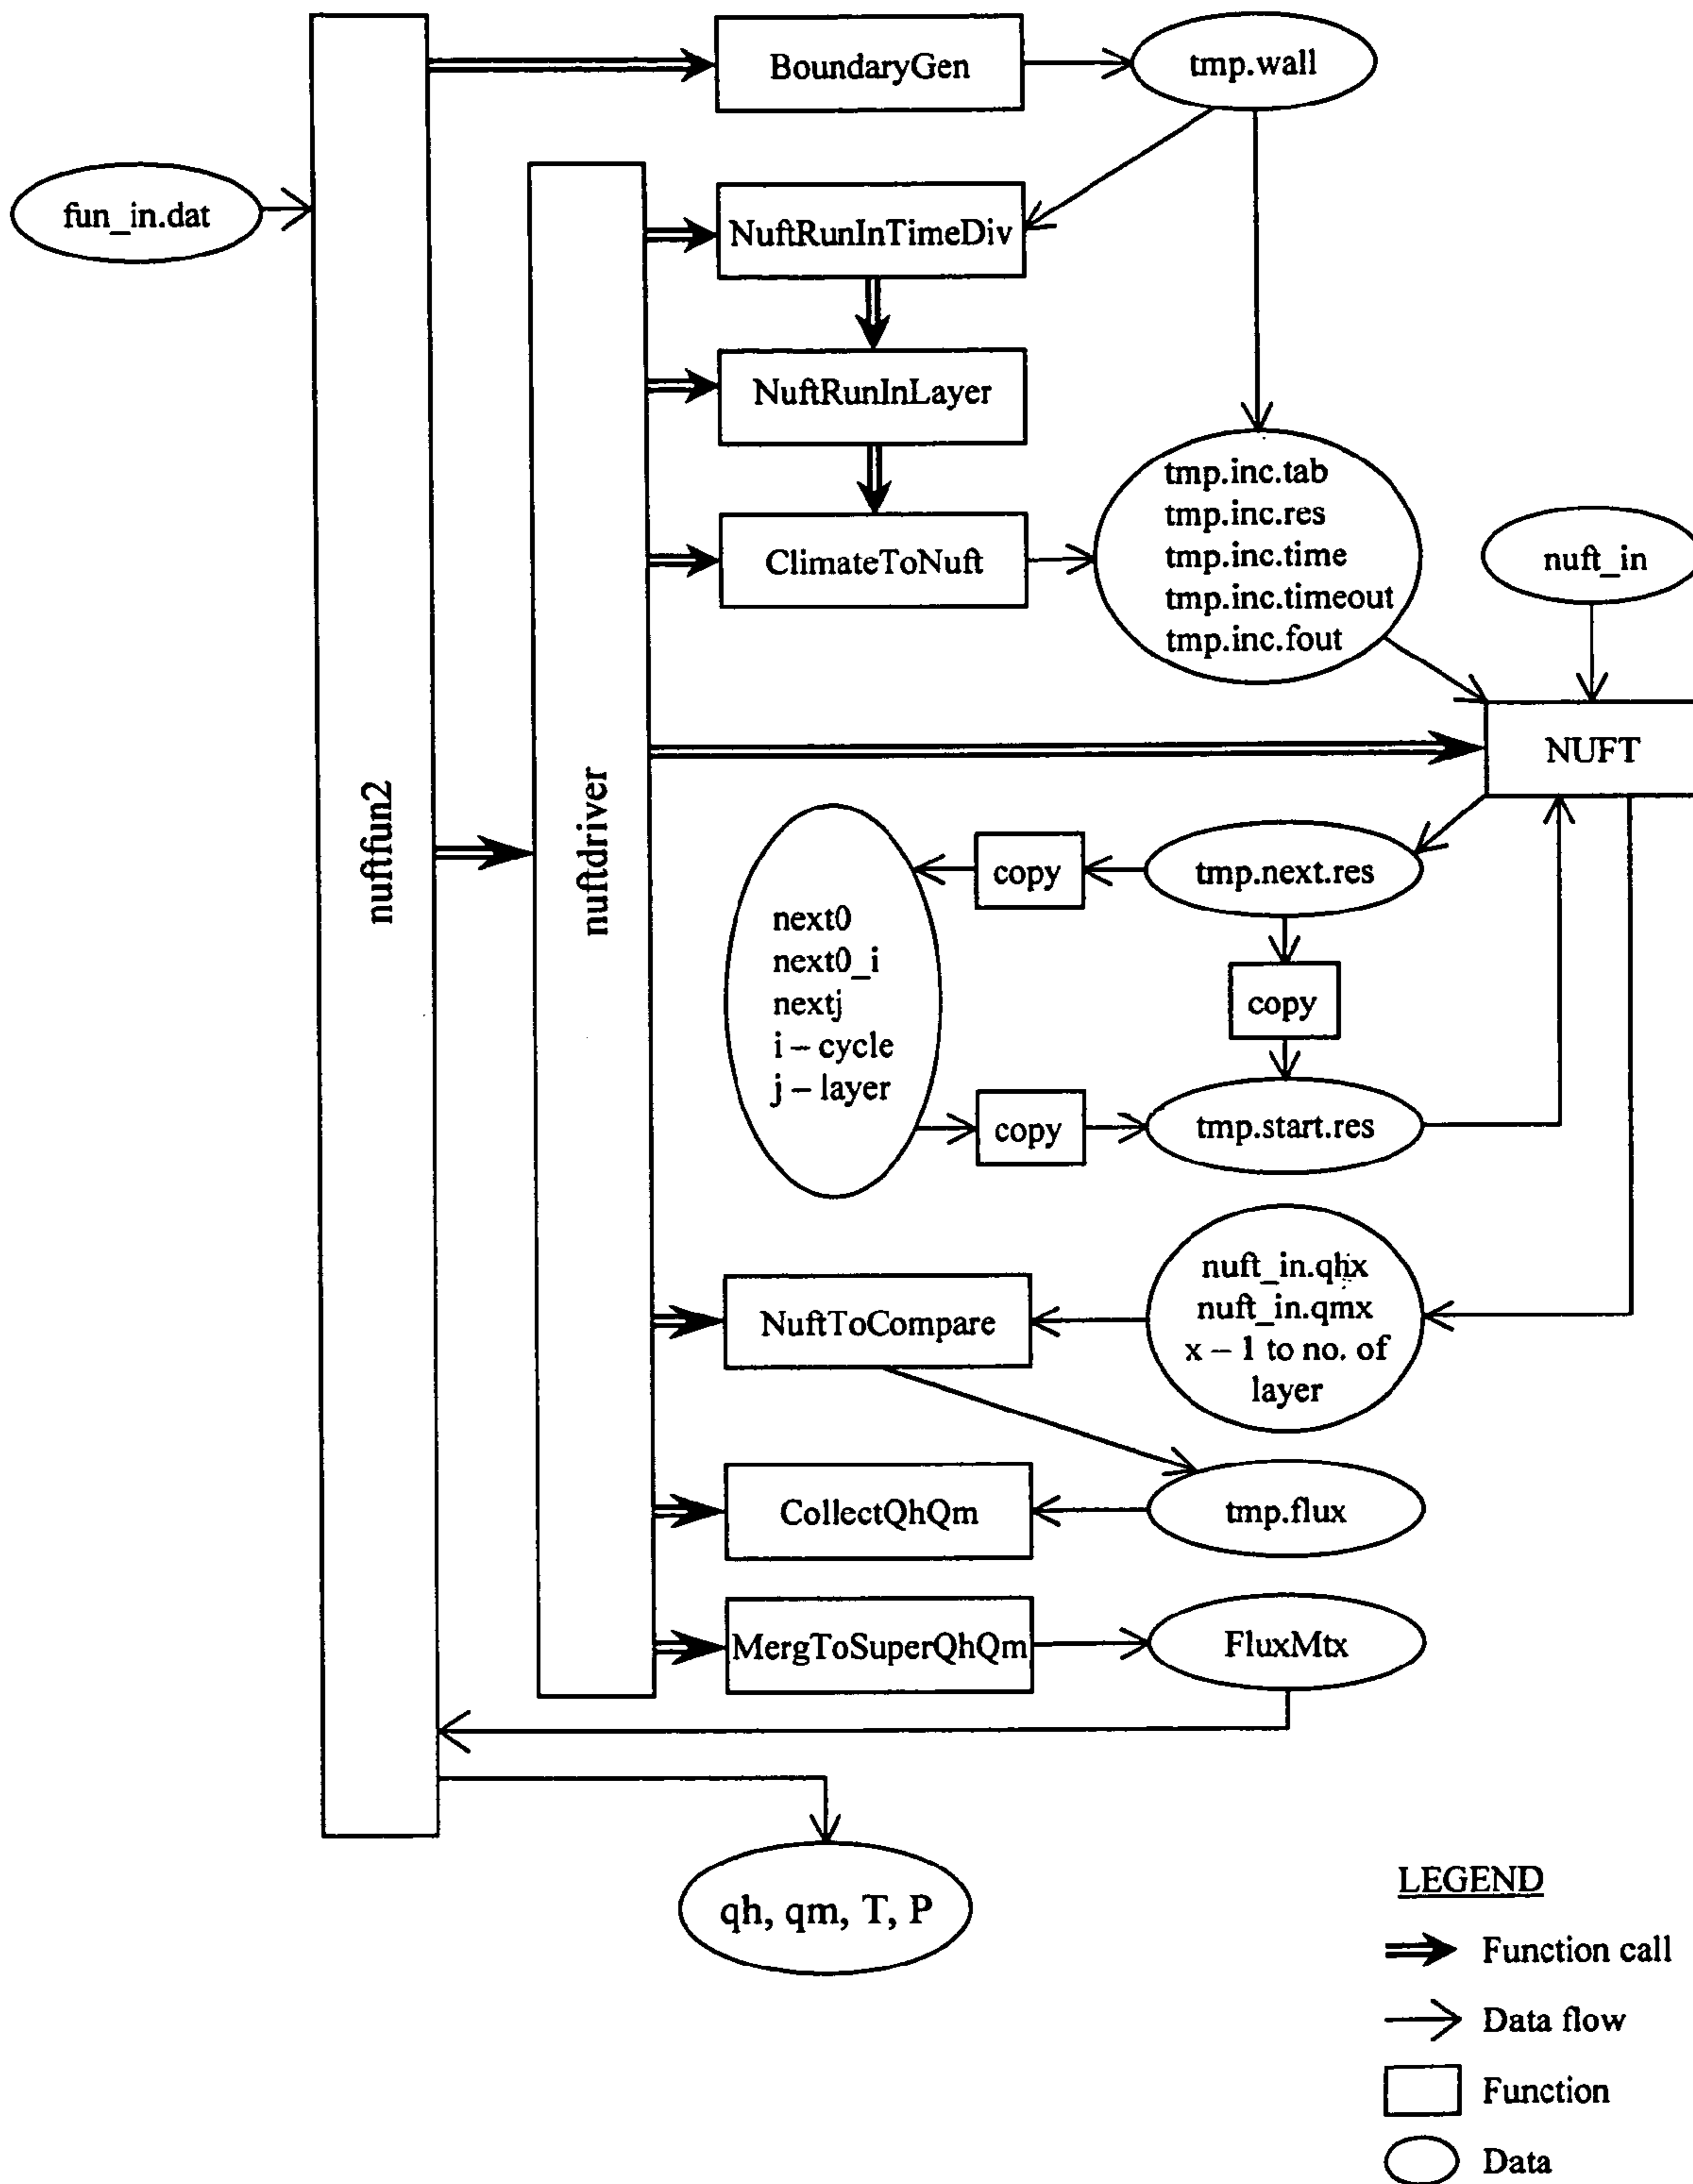 BoundaryGen
tmp.wall
fun_in.dat
NuftRunInTimeDiv
NuftRunInLayer
tmp.inc.tab
tmp.inc.res
tmp.inc.time
tmp.inc.timeout
tmp.inc.fout
ClimateToNuft
nuft_in
NUFT
nuftfun2
nuftdriver
copy
tmp.next.res
next0
next0_i
nextj
i – cycle
j – layer
copy
copy
tmp.start.res
nuft_in.qhx
nuft_in.qmx
x – 1 to no. of
layer
NuftToCompare
CollectQhQm
tmp.flux
MergToSuperQhQm
FluxMtx
qh, qm, T, P
LEGEND
Function call
Data flow
Function
Data